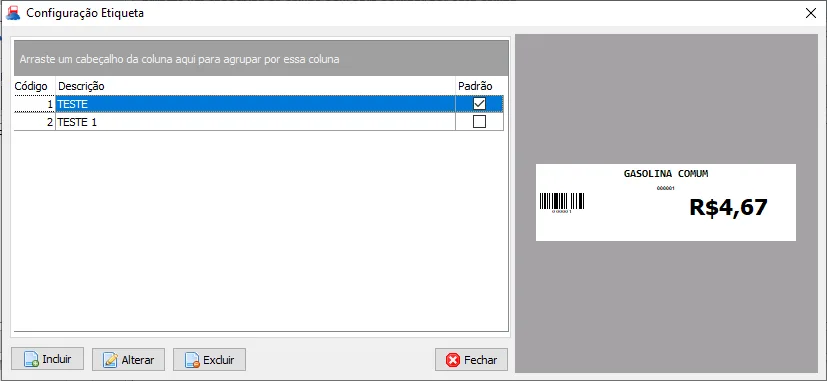 Configuração Etiqueta
Arraste um cabeçalho da coluna aqui para agrupar por essa coluna
Código Descrição Padrão
1 TESTE
2 TESTE 1
GASOLINA COMUM
000001
R$4,67
000001
Incluir Alterar Excluir Fechar